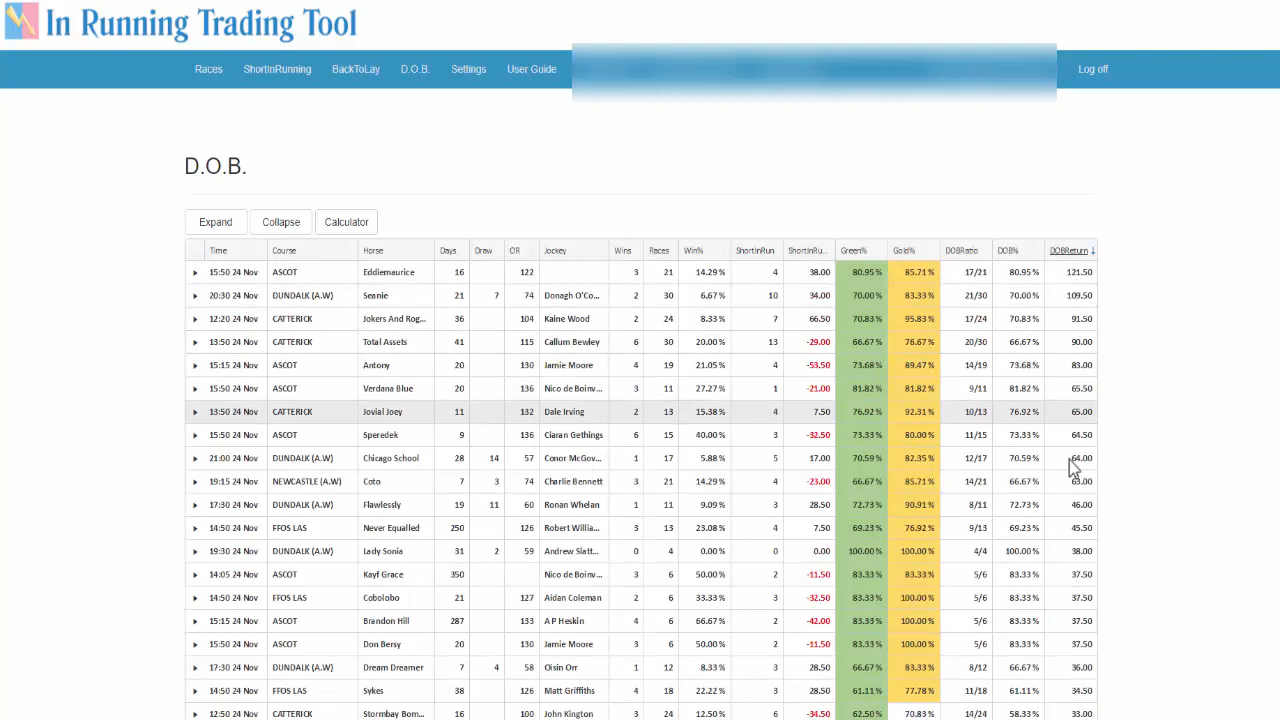 In Running Trading Tool
Races ShortInRunning BackToLay D.O.B. Settings User Guide Log off
D.O.B.
Expand Collapse Calculator
Time Course Horse Days Draw OR Jockey Wins Races Win% ShortInRun ShortInRu... Green% Gold% DOBRatio DOB% DOBReturn
15:50 24 Nov ASCOT Eddiemaurice 16 122 3 21 14.29 % 4 38.00 80.95 % 85.71 % 17/21 80.95 % 121.50
20:30 24 Nov DUNDALK (A.W) Seanie 21 7 74 Donagh O'Co... 2 30 6.67 % 10 34.00 70.00 % 83.33 % 21/30 70.00 % 109.50
12:20 24 Nov CATTERICK Jokers And Rog... 36 104 Kaine Wood 2 24 8.33 % 7 66.50 70.83 % 95.83 % 17/24 70.83 % 91.50
13:50 24 Nov CATTERICK Total Assets 41 115 Callum Bewley 6 30 20.00 % 13 -29.00 66.67 % 76.67 % 20/30 66.67 % 90.00
15:15 24 Nov ASCOT Antony 20 130 Jamie Moore 4 19 21.05 % 4 -53.50 73.68 % 89.47 % 14/19 73.68 % 83.00
15:50 24 Nov ASCOT Verdana Blue 20 136 Nico de Boinv... 3 11 27.27 % 1 -21.00 81.82 % 81.82 % 9/11 81.82 % 65.50
13:50 24 Nov CATTERICK Jovial Joey 11 132 Dale Irving 2 13 15.38 % 4 7.50 76.92 % 92.31 % 10/13 76.92 % 65.00
15:50 24 Nov ASCOT Speredek 9 136 Ciaran Gethings 6 15 40.00 % 3 -32.50 73.33 % 80.00 % 11/15 73.33 % 64.50
21:00 24 Nov DUNDALK (A.W) Chicago School 28 14 57 Conor McGov... 1 17 5.88 % 5 17.00 70.59 % 82.35 % 12/17 70.59 % 64.00
19:15 24 Nov NEWCASTLE (A.W) Coto 7 3 74 Charlie Bennett 3 21 14.29 % 4 -23.00 66.67 % 85.71 % 14/21 66.67 % 63.00
17:30 24 Nov DUNDALK (A.W) Flawlessly 19 11 60 Ronan Whelan 1 11 9.09 % 3 28.50 72.73 % 90.91 % 8/11 72.73 % 46.00
14:50 24 Nov FFOS LAS Never Equalled 250 126 Robert Willia... 3 13 23.08 % 4 7.50 69.23 % 76.92 % 9/13 69.23 % 45.50
19:30 24 Nov DUNDALK (A.W) Lady Sonia 31 2 59 Andrew Slatt... 0 4 0.00 % 0 0.00 100.00 % 100.00 % 4/4 100.00 % 38.00
14:05 24 Nov ASCOT Kayf Grace 350 Nico de Boinv... 3 6 50.00 % 2 -11.50 83.33 % 83.33 % 5/6 83.33 % 37.50
14:50 24 Nov FFOS LAS Cobolobo 21 127 Aidan Coleman 2 6 33.33 % 3 -32.50 83.33 % 100.00 % 5/6 83.33 % 37.50
15:15 24 Nov ASCOT Brandon Hill 287 133 A P Heskin 4 6 66.67 % 2 -42.00 83.33 % 100.00 % 5/6 83.33 % 37.50
15:50 24 Nov ASCOT Don Bersy 20 130 Jamie Moore 3 6 50.00 % 2 -11.50 83.33 % 100.00 % 5/6 83.33 % 37.50
17:30 24 Nov DUNDALK (A.W) Dream Dreamer 7 4 58 Oisin Orr 1 12 8.33 % 3 28.50 66.67 % 83.33 % 8/12 66.67 % 36.00
14:50 24 Nov FFOS LAS Sykes 38 126 Matt Griffiths 4 18 22.22 % 3 28.50 61.11 % 77.78 % 11/18 61.11 % 34.50
12:50 24 Nov CATTERICK Stormbay Bom... 16 100 John Kington 3 24 12.50 % 6 -34.50 62.50 % 70.83 % 14/24 58.33 % 33.00